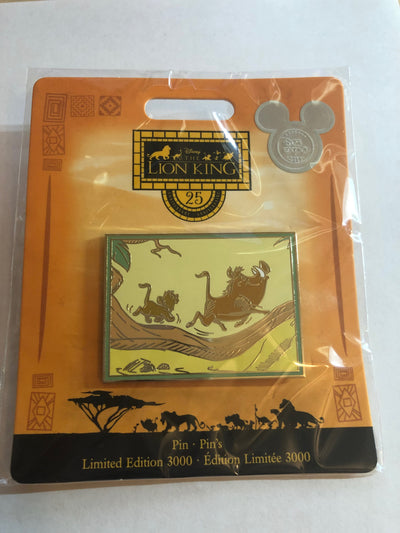 Disney
THE
LION KING
25
Pin · Pin's
Limited Edition 3000 · Édition Limitée 3000